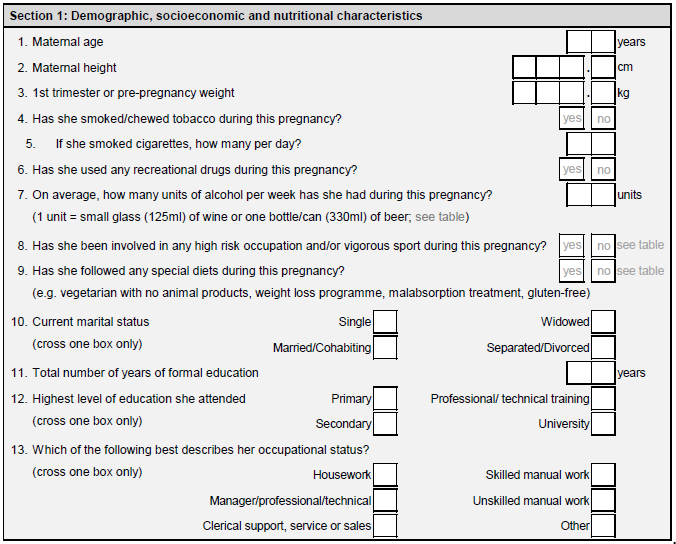 Section 1: Demographic, socioeconomic and nutritional characteristics
1. Maternal age years
2. Maternal height . cm
3. 1st trimester or pre-pregnancy weight . kg
4. Has she smoked/chewed tobacco during this pregnancy? yes no
5. If she smoked cigarettes, how many per day?
6. Has she used any recreational drugs during this pregnancy? yes no
7. On average, how many units of alcohol per week has she had during this pregnancy? units
(1 unit = small glass (125ml) of wine or one bottle/can (330ml) of beer; see table)
8. Has she been involved in any high risk occupation and/or vigorous sport during this pregnancy? yes no see table
9. Has she followed any special diets during this pregnancy? yes no see table
(e.g. vegetarian with no animal products, weight loss programme, malabsorption treatment, gluten-free)
10. Current marital status Single Widowed
(cross one box only) Married/Cohabiting Separated/Divorced
11. Total number of years of formal education years
12. Highest level of education she attended Primary Professional/ technical training
(cross one box only) Secondary University
13. Which of the following best describes her occupational status?
(cross one box only) Housework Skilled manual work
Manager/professional/technical Unskilled manual work
Clerical support, service or sales Other
.